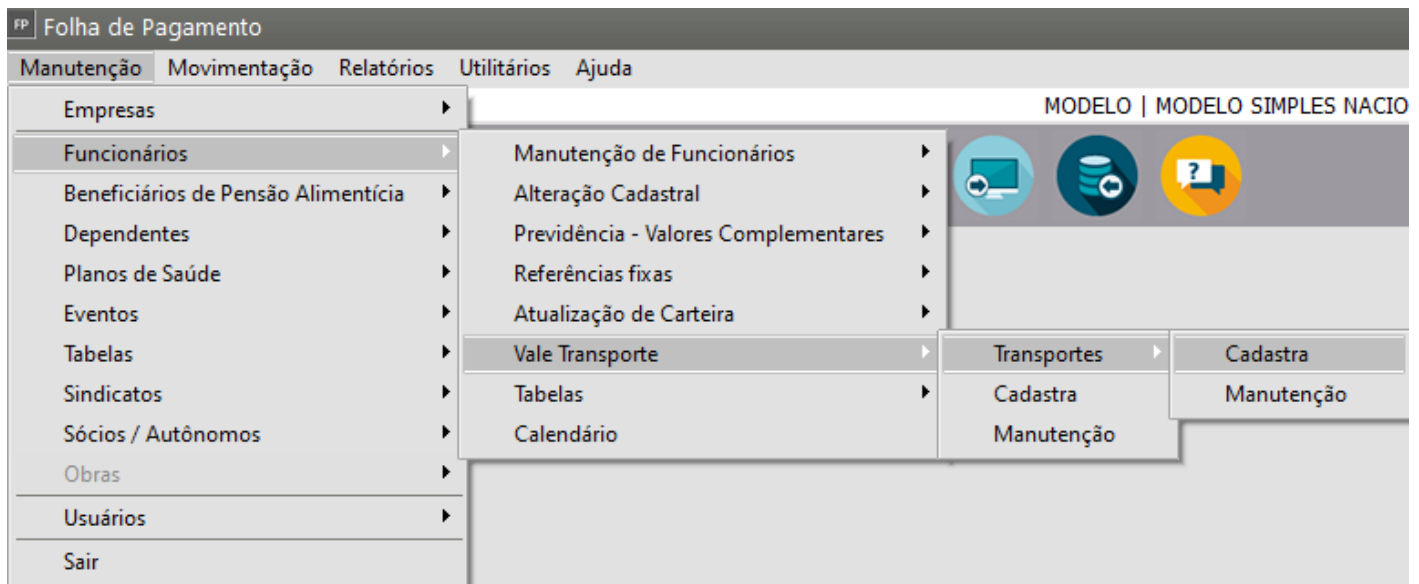 FP Folha de Pagamento
Manutenção Movimentação Relatórios Utilitários Ajuda
MODELO | MODELO SIMPLES NACIO
Empresas
Funcionários
Beneficiários de Pensão Alimentícia
Dependentes
Planos de Saúde
Eventos
Tabelas
Sindicatos
Sócios / Autônomos
Obras
Usuários
Sair
Manutenção de Funcionários
Alteração Cadastral
Previdência - Valores Complementares
Referências fixas
Atualização de Carteira
Vale Transporte
Tabelas
Calendário
Transportes
Cadastra
Manutenção
Cadastra
Manutenção
?